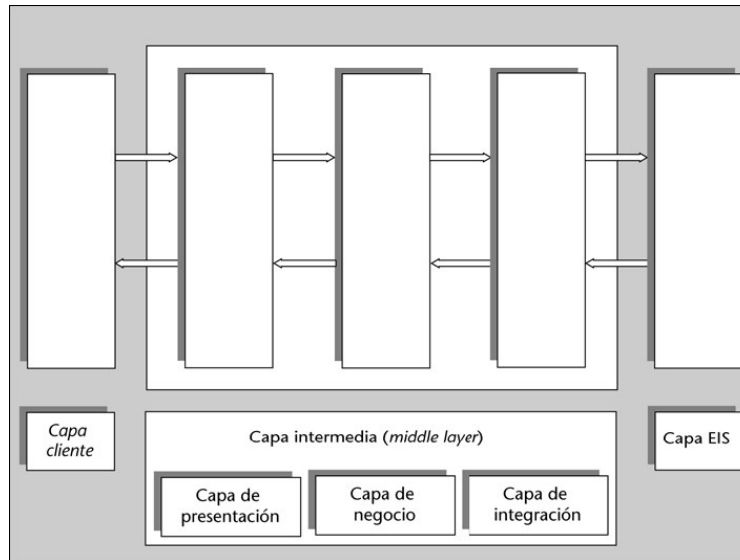 Capa
cliente
Capa intermedia (middle layer)
Capa EIS
Capa de
presentación
Capa de
negocio
Capa de
integración